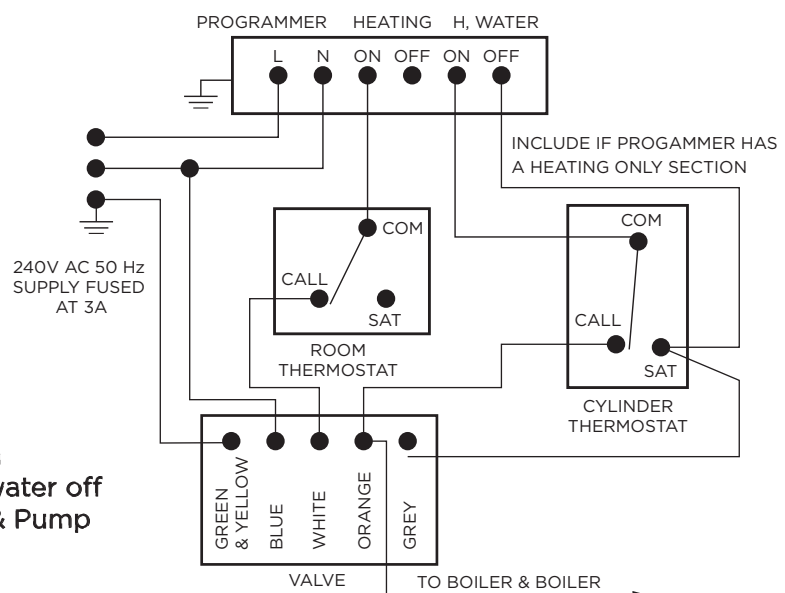 PROGRAMMER HEATING H, WATER
L N ON OFF ON OFF
INCLUDE IF PROGAMMER HAS
A HEATING ONLY SECTION
COM
COM
240V AC 50 Hz
SUPPLY FUSED
AT 3A
CALL
SAT
CALL
SAT
ROOM
THERMOSTAT
CYLINDER
THERMOSTAT
water off
& Pump
GREEN
& YELLOW
BLUE
WHITE
ORANGE
GREY
VALVE
TO BOILER & BOILER